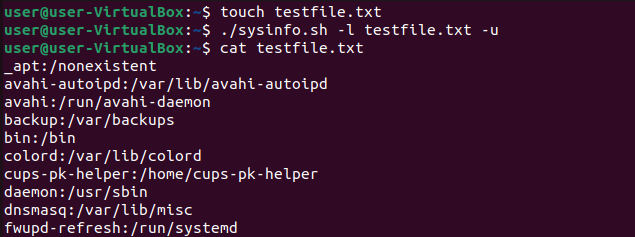 user@user-VirtualBox:~$ touch testfile.txt
user@user-VirtualBox:~$ ./sysinfo.sh -l testfile.txt -u
user@user-VirtualBox:~$ cat testfile.txt
_apt:/nonexistent
avahi-autoipd:/var/lib/avahi-autoipd
avahi:/run/avahi-daemon
backup:/var/backups
bin:/bin
colord:/var/lib/colord
cups-pk-helper:/home/cups-pk-helper
daemon:/usr/sbin
dnsmasq:/var/lib/misc
fwupd-refresh:/run/systemd